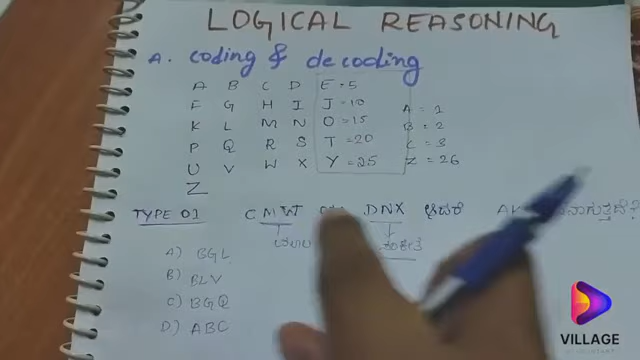 LOGICAL REASONING
A. coding & decoding
A B C D E = 5
F G H I J = 10
K L M N O = 15
P Q R S T = 20
U V W X Y = 25
Z
A = 1
B = 2
C = 3
Z = 26
TYPE 01 DNX ಆದರೆ
A) BGL
B) BLV
C) BGQ
D) ABC
VILLAGE